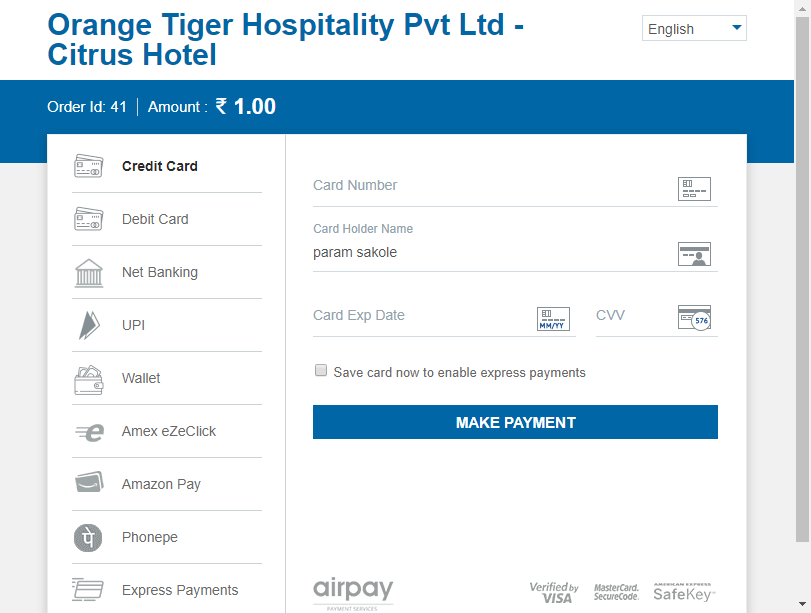 Orange Tiger Hospitality Pvt Ltd -
Citrus Hotel
English
Order Id: 41 | Amount : ₹ 1.00
Credit Card
Debit Card
Net Banking
UPI
Wallet
Amex eZeClick
Amazon Pay
Phonepe
Express Payments
Card Number
Card Holder Name
param sakole
Card Exp Date
MM/YY
CVV
576
Save card now to enable express payments
MAKE PAYMENT
airpay
PAYMENT SERVICES
Verified by
VISA
MasterCard.
SecureCode.
AMERICAN EXPRESS
SafeKey